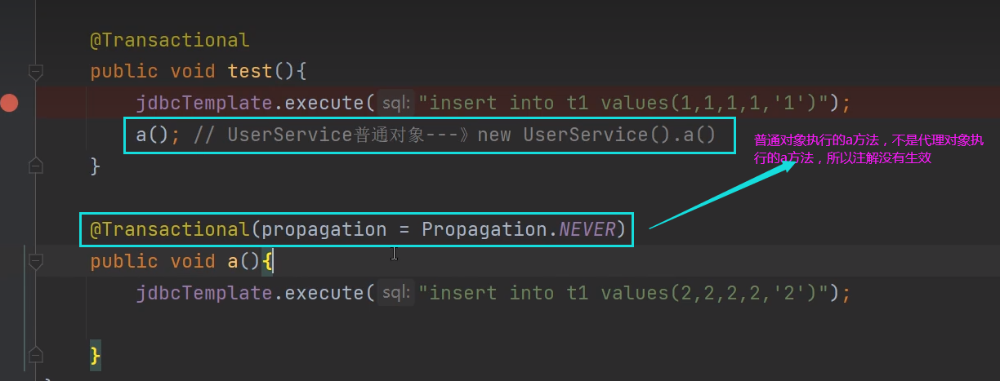 @Transactional
public void test(){
jdbcTemplate.execute( sql: "insert into t1 values(1,1,1,1,'1')");
a(); // UserService普通对象---》new UserService().a()
普通对象执行的a方法，不是代理对象执
行的a方法，所以注解没有生效
}
@Transactional(propagation = Propagation.NEVER)
public void a(){
jdbcTemplate.execute( sql: "insert into t1 values(2,2,2,2,'2')");
}